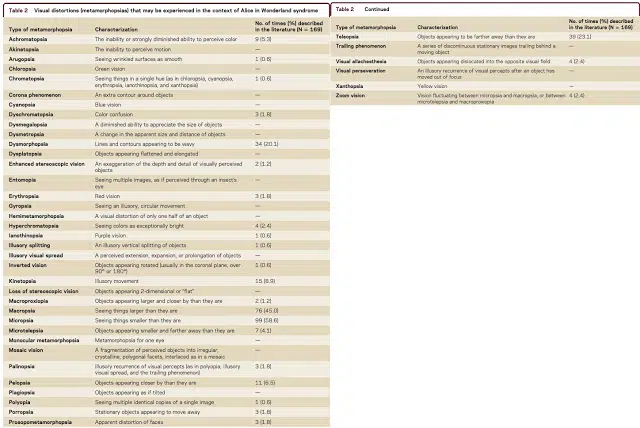 Table 2 Visual distortions (metamorphopsias) that may be experienced in the context of Alice in Wonderland syndrome
Type of metamorphopsia Characterization No. of times (%) described
in the literature (N = 169)
Achromatopsia The inability or strongly diminished ability to perceive color 9 (5.3)
Akinetopsia The inability to perceive motion —
Arugopsia Seeing wrinkled surfaces as smooth 1 (0.6)
Chloropsia Green vision —
Chromatopsia Seeing things in a single hue (as in chloropsia, cyanopsia, 1 (0.6)
erythropsia, ianothinopsia, and xanthopsia)
Corona phenomenon An extra contour around objects —
Cyanopsia Blue vision —
Dyschromatopsia Color confusion 3 (1.8)
Dysmegalopsia A diminished ability to appreciate the size of objects —
Dysmetropsia A change in the apparent size and distance of objects —
Dysmorphopsia Lines and contours appearing to be wavy 34 (20.1)
Dysplatopsia Objects appearing flattened and elongated —
Enhanced stereoscopic vision An exaggeration of the depth and detail of visually perceived 2 (1.2)
objects
Entomopia Seeing multiple images, as if perceived through an insect's —
eye
Erythropsia Red vision 3 (1.8)
Gyropsia Seeing an illusory, circular movement —
Hemimetamorphopsia A visual distortion of only one half of an object —
Hyperchromatopsia Seeing colors as exceptionally bright 4 (2.4)
Ianothinopsia Purple vision 1 (0.6)
Illusory splitting An illusory vertical splitting of objects 1 (0.6)
Illusory visual spread A perceived extension, expansion, or prolongation of objects —
Inverted vision Objects appearing rotated (usually in the coronal plane, over 1 (0.6)
90° or 180°)
Kinetopsia Illusory movement 15 (8.9)
Loss of stereoscopic vision Objects appearing 2-dimensional or "flat" —
Macroproxiopia Objects appearing larger and closer by than they are 2 (1.2)
Macropsia Seeing things larger than they are 76 (45.0)
Micropsia Seeing things smaller than they are 99 (58.6)
Microtelepsia Objects appearing smaller and farther away than they are 7 (4.1)
Monocular metamorphopsia Metamorphopsia for one eye —
Mosaic vision A fragmentation of perceived objects into irregular, —
crystalline, polygonal facets, interlaced as in a mosaic
Palinopsia Illusory recurrence of visual percepts (as in polyopia, illusory 3 (1.8)
visual spread, and the trailing phenomenon)
Pelopsia Objects appearing closer by than they are 11 (6.5)
Plagiopsia Objects appearing as if tilted —
Polyopia Seeing multiple identical copies of a single image 1 (0.6)
Porropsia Stationary objects appearing to move away 3 (1.8)
Prosopometamorphopsia Apparent distortion of faces 3 (1.8)
Table 2 Continued
Type of metamorphopsia Characterisation No. of times (%) described
in the literature (N = 169)
Teleopsia Objects appearing to be farther away than they are 39 (23.1)
Trailing phenomenon A series of discontinuous stationary images trailing behind a —
moving object
Visual allachesthesia Objects appearing dislocated into the opposite visual field 4 (2.4)
Visual perseveration An illusory recurrence of visual percepts after an object has —
moved out of focus
Xanthopsia Yellow vision —
Zoom vision Vision fluctuating between micropsia and macropsia, or between 4 (2.4)
microtelepsia and macroproxiopia